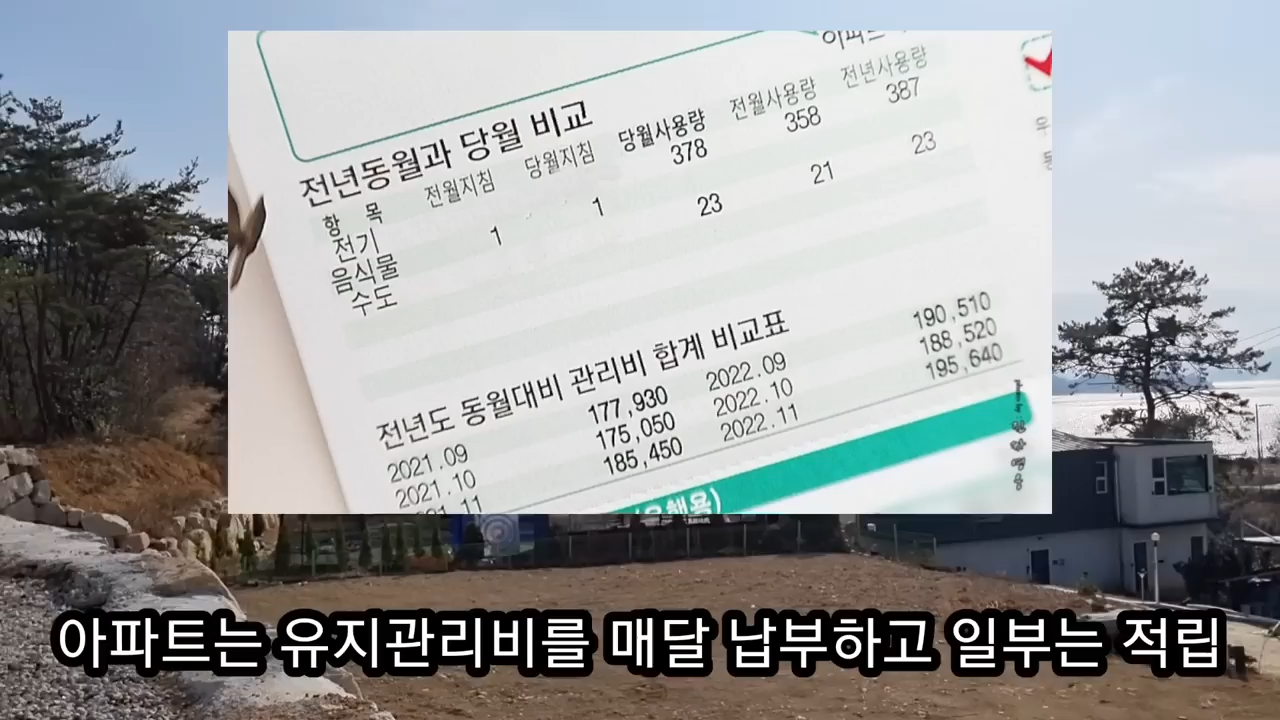 아파트
전년동월과 당월 비교
항 목 전월지침 당월지침 당월사용량 전월사용량 전년사용량
전기 378 358 387
음식물 1 1 23 21 23
수도
전년도 동월대비 관리비 합계 비교표
2021.09 177,930 2022.09 190,510
2021.10 175,050 2022.10 188,520
11 185,450 2022.11 195,640
아파트는 유지관리비를 매달 납부하고 일부는 적립